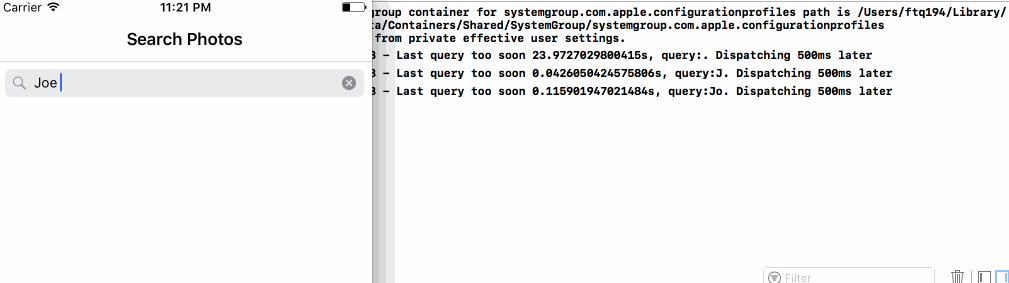 Carrier 11:21 PM
Search Photos
Joe
group container for systemgroup.com.apple.configurationprofiles path is /Users/ftq194/Library/
ta/Containers/Shared/SystemGroup/systemgroup.com.apple.configurationprofiles
from private effective user settings.
- Last query too soon 23.9727029800415s, query:. Dispatching 500ms later
- Last query too soon 0.0426050424575806s, query:J. Dispatching 500ms later
- Last query too soon 0.115901947021484s, query:Jo. Dispatching 500ms later
Filter